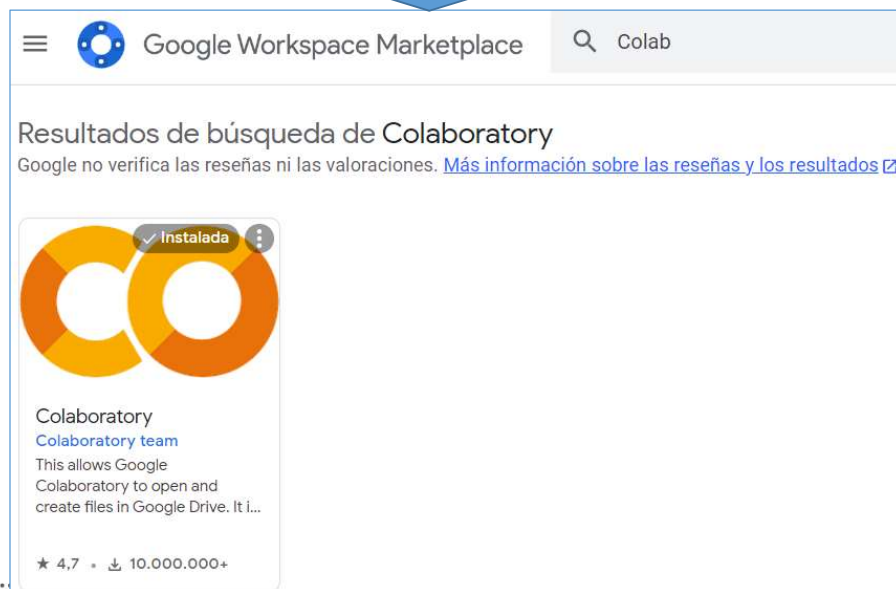 Google Workspace Marketplace
Colab
Resultados de búsqueda de Colaboratory
Google no verifica las reseñas ni las valoraciones. Más información sobre las reseñas y los resultados
Instalada
Colaboratory
Colaboratory team
This allows Google
Colaboratory to open and
create files in Google Drive. It i...
★ 4,7 • 10.000.000+